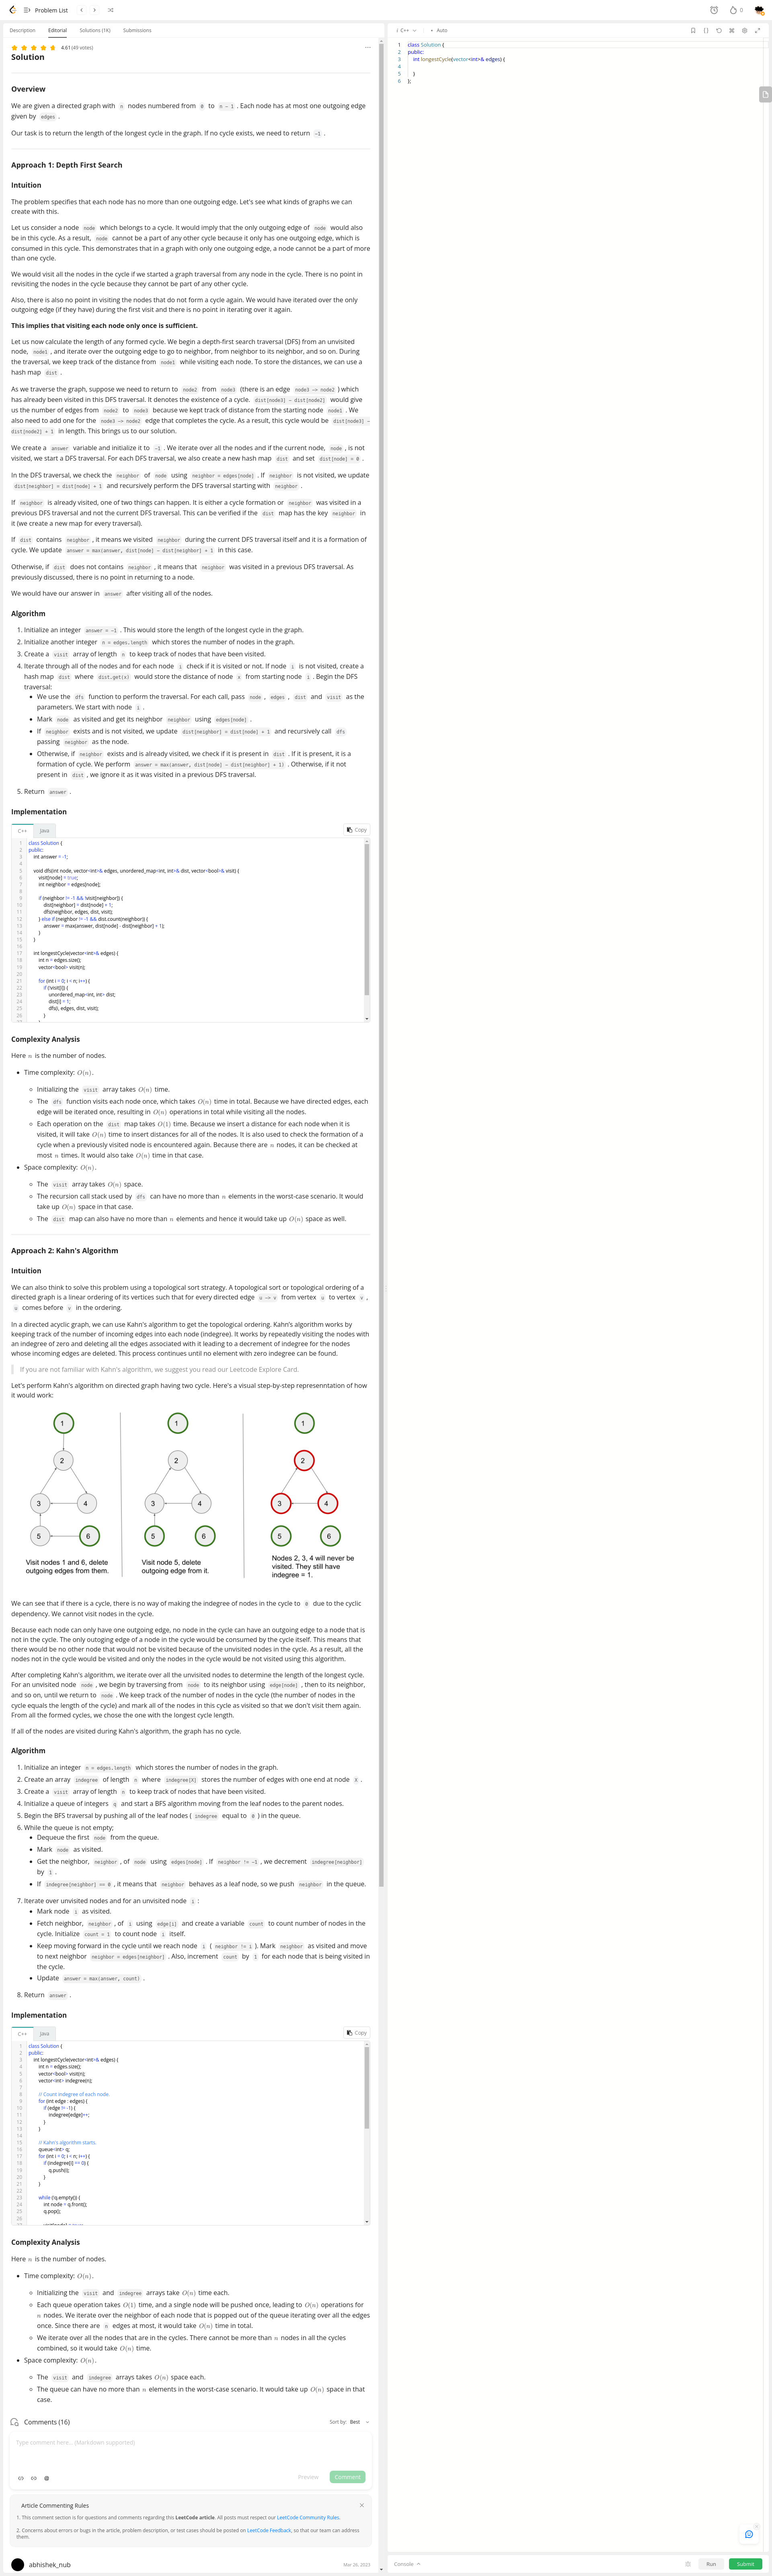 Problem List
0
Description Editorial Solutions (1K) Submissions
4.61 (49 votes)
Solution
Overview
We are given a directed graph with n nodes numbered from 0 to n - 1 . Each node has at most one outgoing edge
given by edges .
Our task is to return the length of the longest cycle in the graph. If no cycle exists, we need to return -1 .
Approach 1: Depth First Search
Intuition
The problem specifies that each node has no more than one outgoing edge. Let's see what kinds of graphs we can
create with this.
Let us consider a node node which belongs to a cycle. It would imply that the only outgoing edge of node would also
be in this cycle. As a result, node cannot be a part of any other cycle because it only has one outgoing edge, which is
consumed in this cycle. This demonstrates that in a graph with only one outgoing edge, a node cannot be a part of more
than one cycle.
We would visit all the nodes in the cycle if we started a graph traversal from any node in the cycle. There is no point in
revisiting the nodes in the cycle because they cannot be part of any other cycle.
Also, there is also no point in visiting the nodes that do not form a cycle again. We would have iterated over the only
outgoing edge (if they have) during the first visit and there is no point in iterating over it again.
This implies that visiting each node only once is sufficient.
Let us now calculate the length of any formed cycle. We begin a depth-first search traversal (DFS) from an unvisited
node, node1 , and iterate over the outgoing edge to go to neighbor, from neighbor to its neighbor, and so on. During
the traversal, we keep track of the distance from node1 while visiting each node. To store the distances, we can use a
hash map dist .
As we traverse the graph, suppose we need to return to node2 from node3 (there is an edge node3 -> node2 ) which
has already been visited in this DFS traversal. It denotes the existence of a cycle. dist[node3] - dist[node2] would give
us the number of edges from node2 to node3 because we kept track of distance from the starting node node1 . We
also need to add one for the node3 -> node2 edge that completes the cycle. As a result, this cycle would be dist[node3] -
dist[node2] + 1 in length. This brings us to our solution.
We create a answer variable and initialize it to -1 . We iterate over all the nodes and if the current node, node , is not
visited, we start a DFS traversal. For each DFS traversal, we also create a new hash map dist and set dist[node] = 0 .
In the DFS traversal, we check the neighbor of node using neighbor = edges[node] . If neighbor is not visited, we update
dist[neighbor] = dist[node] + 1 and recursively perform the DFS traversal starting with neighbor .
If neighbor is already visited, one of two things can happen. It is either a cycle formation or neighbor was visited in a
previous DFS traversal and not the current DFS traversal. This can be verified if the dist map has the key neighbor in
it (we create a new map for every traversal).
If dist contains neighbor , it means we visited neighbor during the current DFS traversal itself and it is a formation of
cycle. We update answer = max(answer, dist[node] - dist[neighbor] + 1 in this case.
Otherwise, if dist does not contains neighbor , it means that neighbor was visited in a previous DFS traversal. As
previously discussed, there is no point in returning to a node.
We would have our answer in answer after visiting all of the nodes.
Algorithm
1. Initialize an integer answer = -1 . This would store the length of the longest cycle in the graph.
2. Initialize another integer n = edges.length which stores the number of nodes in the graph.
3. Create a visit array of length n to keep track of nodes that have been visited.
4. Iterate through all of the nodes and for each node i check if it is visited or not. If node i is not visited, create a
hash map dist where dist.get(x) would store the distance of node x from starting node i . Begin the DFS
traversal:
• We use the dfs function to perform the traversal. For each call, pass node , edges , dist and visit as the
parameters. We start with node i .
• Mark node as visited and get its neighbor neighbor using edges[node] .
• If neighbor exists and is not visited, we update dist[neighbor] = dist[node] + 1 and recursively call dfs
passing neighbor as the node.
• Otherwise, if neighbor exists and is already visited, we check if it is present in dist . If it is present, it is a
formation of cycle. We perform answer = max(answer, dist[node] - dist[neighbor + 1) . Otherwise, if it not
present in dist , we ignore it as it was visited in a previous DFS traversal.
5. Return answer .
Implementation
C++ Java Copy
1 class Solution {
2 public:
3 int answer = -1;
4
5 void dfs(int node, vector<int>& edges, unordered_map<int, int>& dist, vector<bool>& visit) {
6 visit[node] = true;
7 int neighbor = edges[node];
8
9 if (neighbor != -1 && !visit[neighbor]) {
10 dist[neighbor] = dist[node] + 1;
11 dfs(neighbor, edges, dist, visit);
12 } else if (neighbor != -1 && dist.count(neighbor)) {
13 answer = max(answer, dist[node] - dist[neighbor] + 1);
14 }
15 }
16
17 int longestCycle(vector<int>& edges) {
18 int n = edges.size();
19 vector<bool> visit(n);
20
21 for (int i = 0; i < n; i++) {
22 if (!visit[i]) {
23 unordered_map<int, int> dist;
24 dist[i] = 1;
25 dfs(i, edges, dist, visit);
26 }
Complexity Analysis
Here n is the number of nodes.
• Time complexity: O(n).
Initializing the visit array takes O(n) time.
The dfs function visits each node once, which takes O(n) time in total. Because we have directed edges, each
edge will be iterated once, resulting in O(n) operations in total while visiting all the nodes.
Each operation on the dist map takes O(1) time. Because we insert a distance for each node when it is
visited, it will take O(n) time to insert distances for all of the nodes. It is also used to check the formation of a
cycle when a previously visited node is encountered again. Because there are n nodes, it can be checked at
most n times. It would also take O(n) time in that case.
• Space complexity: O(n).
The visit array takes O(n) space.
The recursion call stack used by dfs can have no more than n elements in the worst-case scenario. It would
take up O(n) space in that case.
The dist map can also have no more than n elements and hence it would take up O(n) space as well.
Approach 2: Kahn's Algorithm
Intuition
We can also think to solve this problem using a topological sort strategy. A topological sort or topological ordering of a
directed graph is a linear ordering of its vertices such that for every directed edge u -> v from vertex u to vertex v ,
u comes before v in the ordering.
In a directed acyclic graph, we can use Kahn's algorithm to get the topological ordering. Kahn's algorithm works by
keeping track of the number of incoming edges into each node (indegree). It works by repeatedly visiting the nodes with
an indegree of zero and deleting all the edges associated with it leading to a decrement of indegree for the nodes
whose incoming edges are deleted. This process continues until no element with zero indegree can be found.
If you are not familiar with Kahn's algorithm, we suggest you read our Leetcode Explore Card.
Let's perform Kahn's algorithm on directed graph having two cycle. Here's a visual step-by-step represenntation of how
it would work:
1 1 1
2 2 2
3 4 3 4 3 4
5 6 5 6 5 6
Visit nodes 1 and 6, delete
outgoing edges from them.
Visit node 5, delete
outgoing edge from it.
Nodes 2, 3, 4 will never be
visited. They still have
indegree = 1.
We can see that if there is a cycle, there is no way of making the indegree of nodes in the cycle to 0 due to the cyclic
dependency. We cannot visit nodes in the cycle.
Because each node can only have one outgoing edge, no node in the cycle can have an outgoing edge to a node that is
not in the cycle. The only outoing edge of a node in the cycle would be consumed by the cycle itself. This means that
there would be no other node that would not be visited because of the unvisited nodes in the cycle. As a result, all the
nodes not in the cycle would be visited and only the nodes in the cycle would be not visited using this algorithm.
After completing Kahn's algorithm, we iterate over all the unvisited nodes to determine the length of the longest cycle.
For an unvisited node node , we begin by traversing from node to its neighbor using edge[node] , then to its neighbor,
and so on, until we return to node . We keep track of the number of nodes in the cycle (the number of nodes in the
cycle equals the length of the cycle) and mark all of the nodes in this cycle as visited so that we don't visit them again.
From all the formed cycles, we chose the one with the longest cycle length.
If all of the nodes are visited during Kahn's algorithm, the graph has no cycle.
Algorithm
1. Initialize an integer n = edges.length which stores the number of nodes in the graph.
2. Create an array indegree of length n where indegree[X] stores the number of edges with one end at node X .
3. Create a visit array of length n to keep track of nodes that have been visited.
4. Initialize a queue of integers q and start a BFS algorithm moving from the leaf nodes to the parent nodes.
5. Begin the BFS traversal by pushing all of the leaf nodes ( indegree equal to 0 ) in the queue.
6. While the queue is not empty;
• Dequeue the first node from the queue.
• Mark node as visited.
• Get the neighbor, neighbor , of node using edges[node] . If neighbor != -1 , we decrement indegree[neighbor]
by 1 .
• If indegree[neighbor] == 0 , it means that neighbor behaves as a leaf node, so we push neighbor in the queue.
7. Iterate over unvisited nodes and for an unvisited node i :
• Mark node i as visited.
• Fetch neighbor, neighbor , of i using edge[i] and create a variable count to count number of nodes in the
cycle. Initialize count = 1 to count node i itself.
• Keep moving forward in the cycle until we reach node i ( neighbor != i ). Mark neighbor as visited and move
to next neighbor neighbor = edges[neighbor] . Also, increment count by 1 for each node that is being visited in
the cycle.
• Update answer = max(answer, count) .
8. Return answer .
Implementation
C++ Java Copy
1 class Solution {
2 public:
3 int longestCycle(vector<int>& edges) {
4 int n = edges.size();
5 vector<bool> visit(n);
6 vector<int> indegree(n);
7
8 // Count indegree of each node.
9 for (int edge : edges) {
10 if (edge != -1) {
11 indegree[edge]++;
12 }
13 }
14
15 // Kahn's algorithm starts.
16 queue<int> q;
17 for (int i = 0; i < n; i++) {
18 if (indegree[i] == 0) {
19 q.push(i);
20 }
21 }
22
23 while (!q.empty()) {
24 int node = q.front();
25 q.pop();
26
Complexity Analysis
Here n is the number of nodes.
• Time complexity: O(n).
Initializing the visit and indegree arrays take O(n) time each.
Each queue operation takes O(1) time, and a single node will be pushed once, leading to O(n) operations for
n nodes. We iterate over the neighbor of each node that is popped out of the queue iterating over all the edges
once. Since there are n edges at most, it would take O(n) time in total.
We iterate over all the nodes that are in the cycles. There cannot be more than n nodes in all the cycles
combined, so it would take O(n) time.
• Space complexity: O(n).
The visit and indegree arrays takes O(n) space each.
The queue can have no more than n elements in the worst-case scenario. It would take up O(n) space in that
case.
Comments (16) Sort by: Best
Type comment here... (Markdown supported)
Preview Comment
Article Commenting Rules
1. This comment section is for questions and comments regarding this LeetCode article. All posts must respect our LeetCode Community Rules.
2. Concerns about errors or bugs in the article, problem description, or test cases should be posted on LeetCode Feedback, so that our team can address
them.
abhishek_nub Mar 26, 2023
i C++ Auto
1 class Solution {
2 public:
3 int longestCycle(vector<int>& edges) {
4
5 }
6 };
Console Run Submit